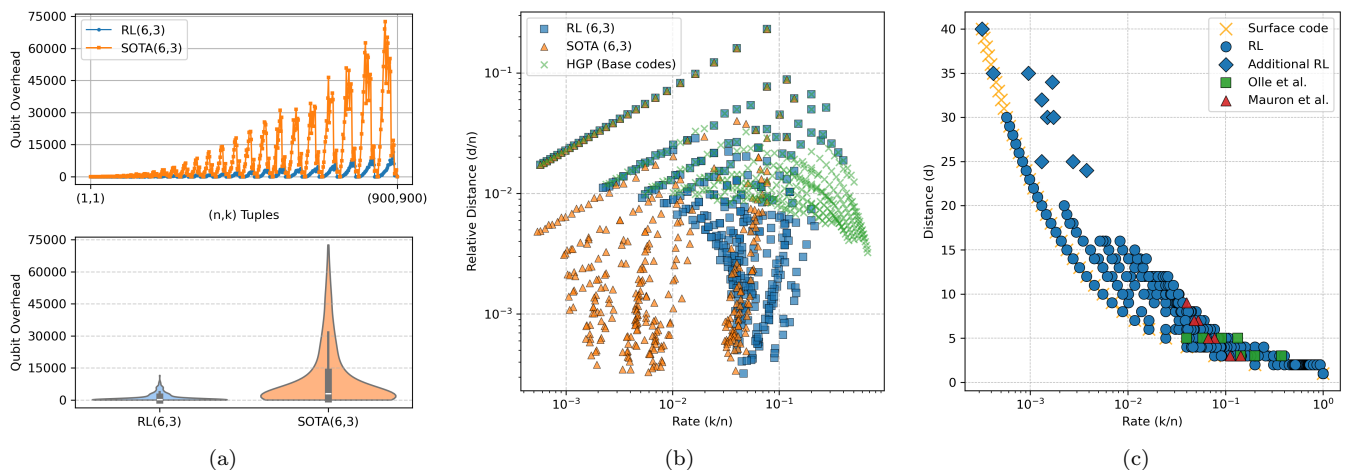 75000
60000
45000
30000
15000
0
Qubit Overhead
RL(6,3)
SOTA(6,3)
(1,1)
(900,900)
(n,k) Tuples
75000
60000
45000
30000
15000
0
Qubit Overhead
RL(6,3)
SOTA(6,3)
(a)
RL (6,3)
SOTA (6,3)
HGP (Base codes)
10⁻¹
10⁻²
10⁻³
Relative Distance (d/n)
10⁻³
10⁻²
10⁻¹
Rate (k/n)
(b)
Surface code
RL
Additional RL
Olle et al.
Mauron et al.
40
35
30
25
20
15
10
5
0
Distance (d)
10⁻³
10⁻²
10⁻¹
10⁰
Rate (k/n)
(c)